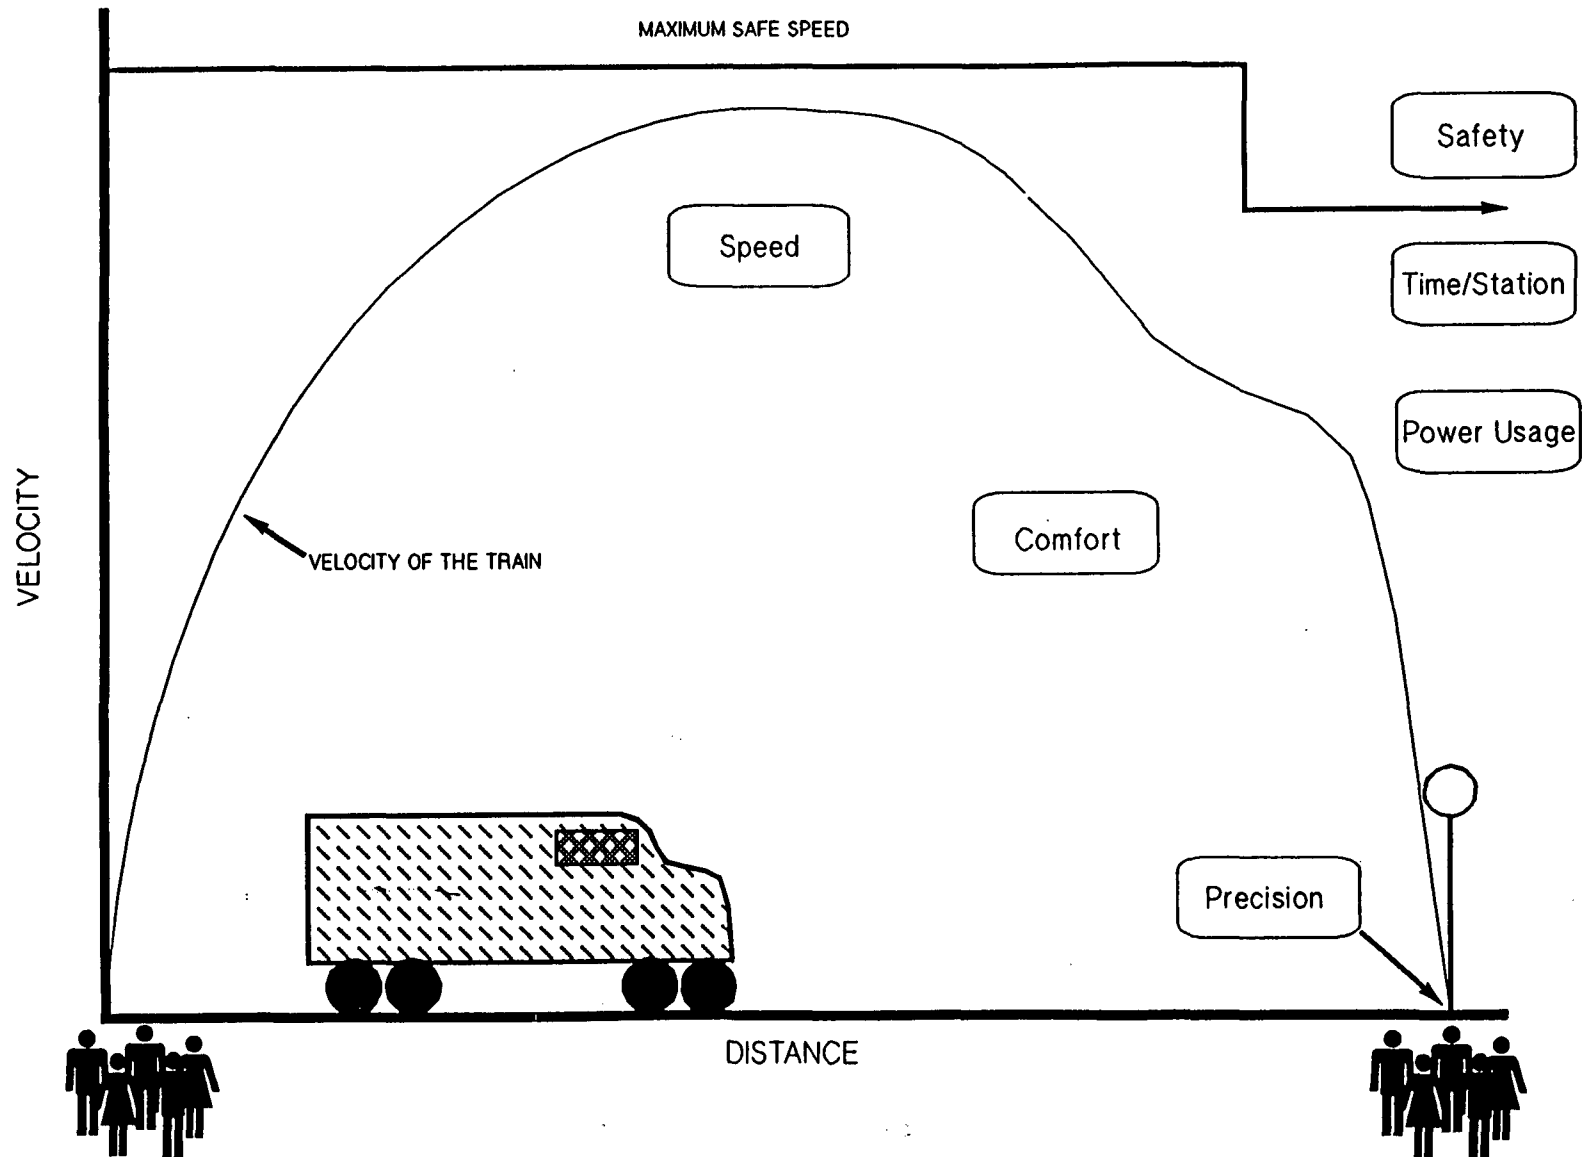 MAXIMUM SAFE SPEED
Safety
Speed
Time/Station
Power Usage
VELOCITY
Comfort
VELOCITY OF THE TRAIN
Precision
DISTANCE